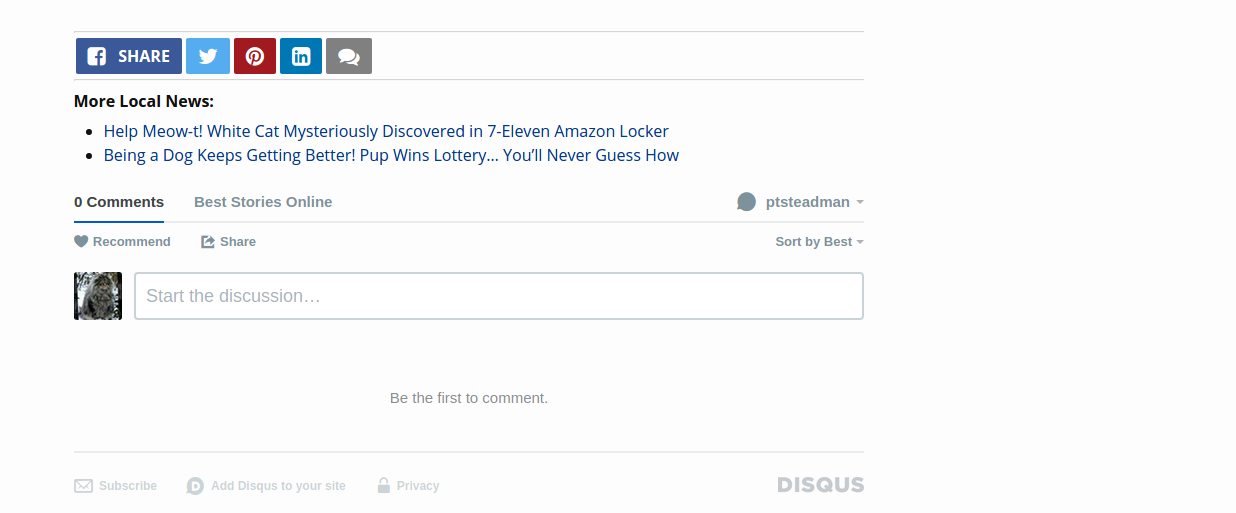 SHARE
More Local News:
Help Meow-t! White Cat Mysteriously Discovered in 7-Eleven Amazon Locker
Being a Dog Keeps Getting Better! Pup Wins Lottery… You’ll Never Guess How
0 Comments Best Stories Online ptsteadman
Recommend Share Sort by Best
Start the discussion…
Be the first to comment.
Subscribe Add Disqus to your site Privacy DISQUS